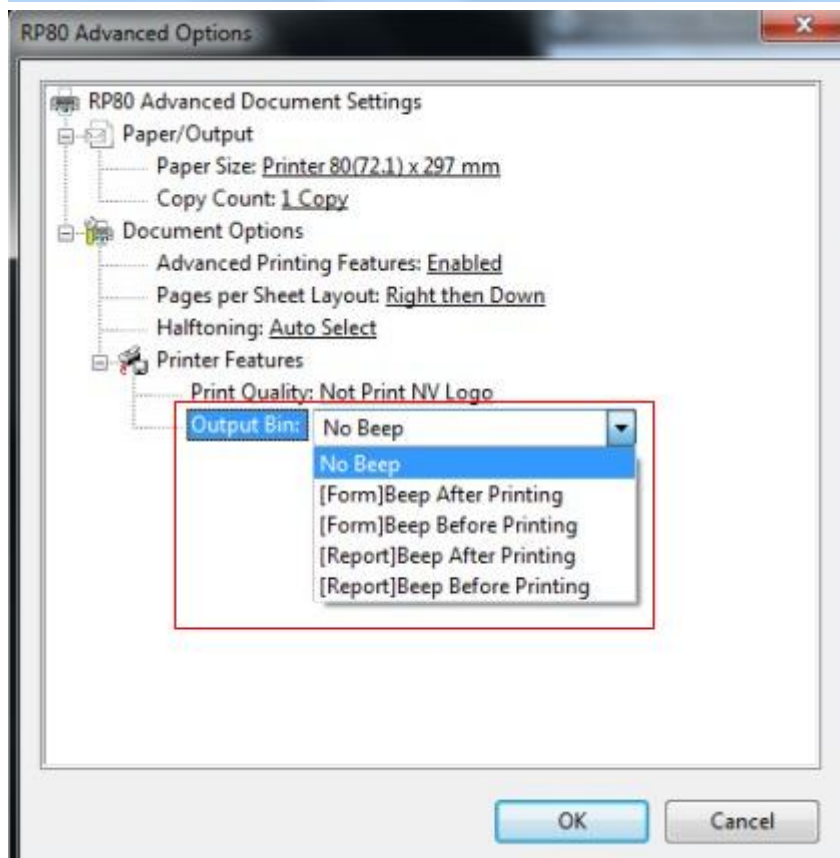 RP80 Advanced Options
RP80 Advanced Document Settings
Paper/Output
Paper Size: Printer 80(72.1) x 297 mm
Copy Count: 1 Copy
Document Options
Advanced Printing Features: Enabled
Pages per Sheet Layout: Right then Down
Halftoning: Auto Select
Printer Features
Print Quality: Not Print NV Logo
Output Bin: No Beep
No Beep
[Form]Beep After Printing
[Form]Beep Before Printing
[Report]Beep After Printing
[Report]Beep Before Printing
OK Cancel